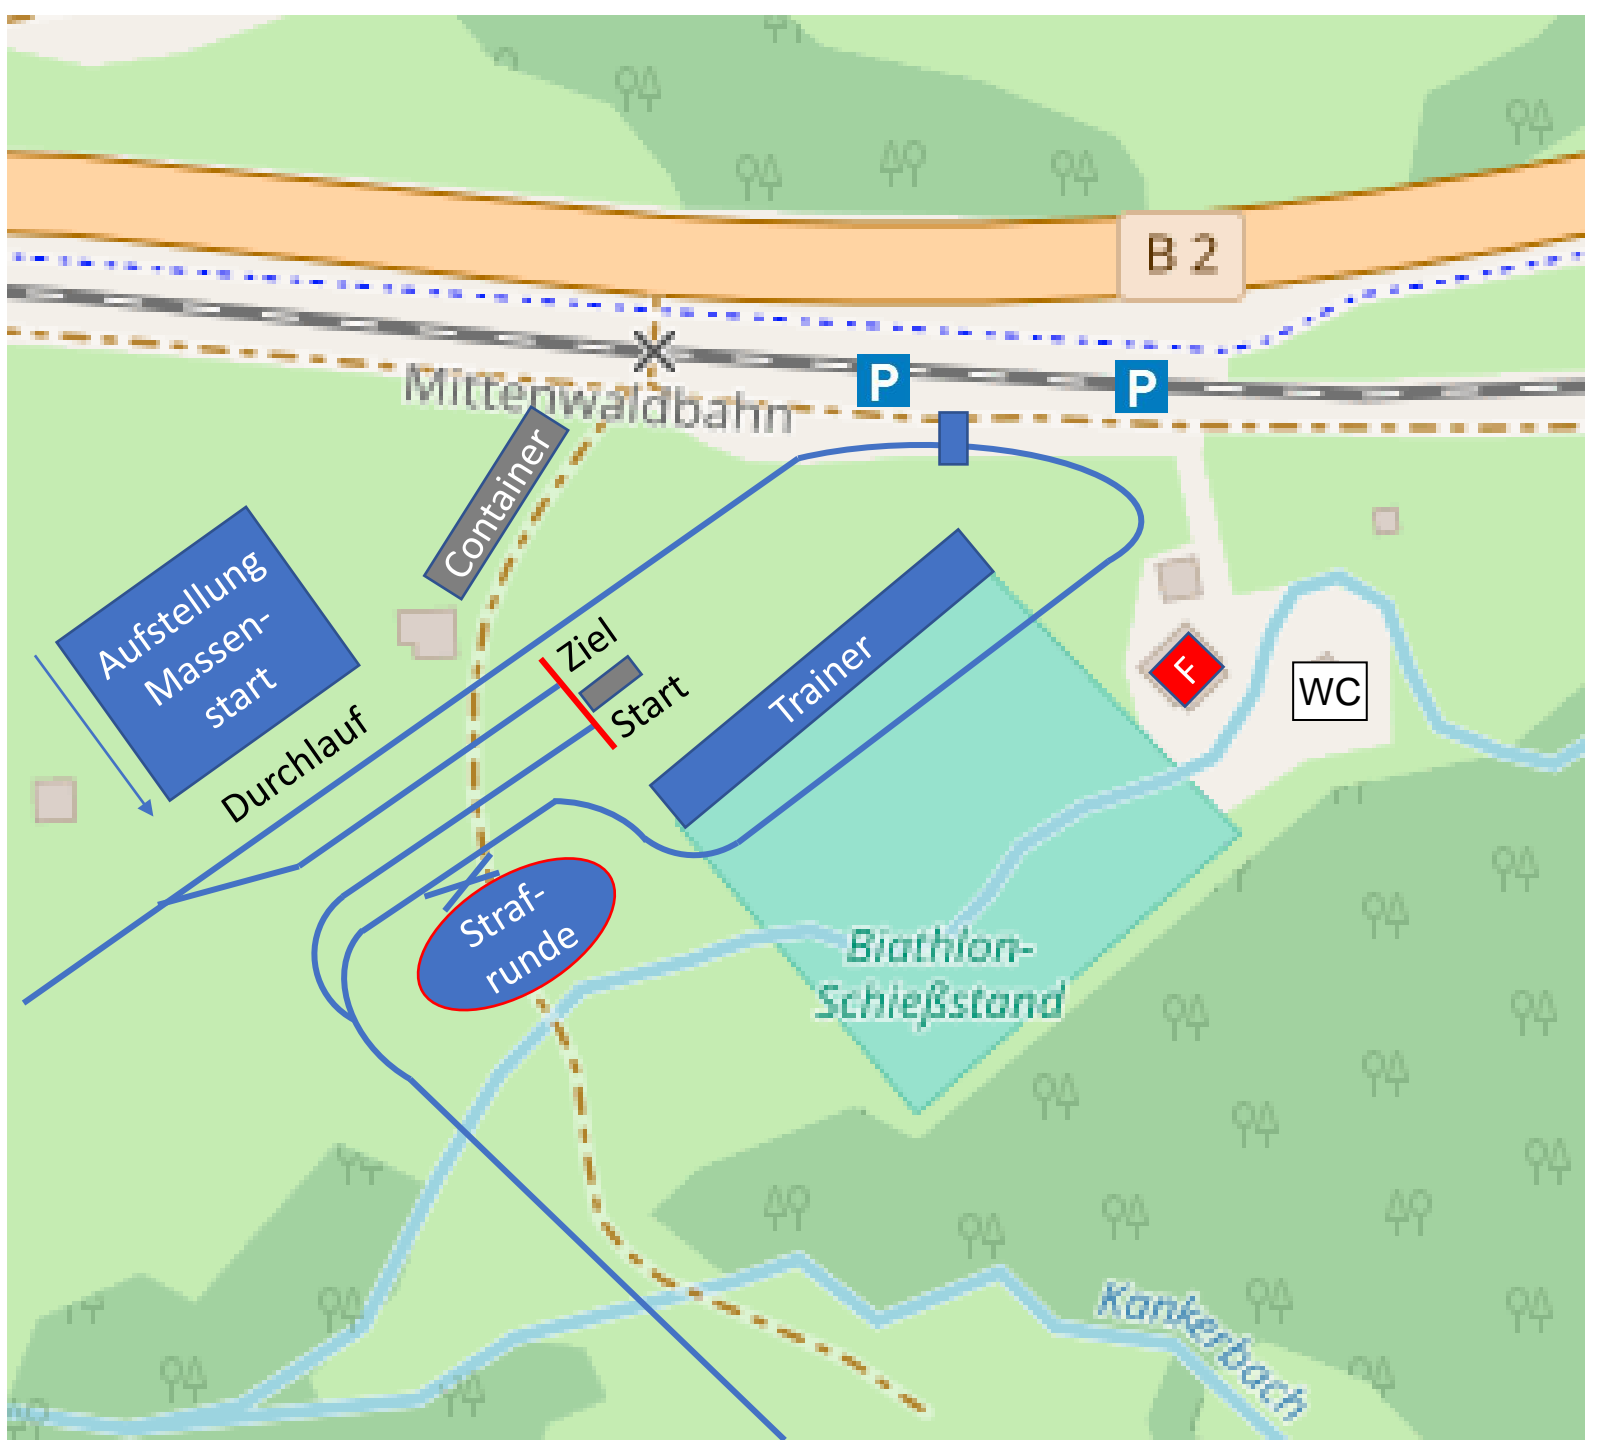 B 2
P
P
Mittenwaldbahn
Container
Aufstellung
Massen-
start
Durchlauf
Ziel
Start
Trainer
F
WC
Straf-
runde
Biathlon-
Schießstand
Kankerbach